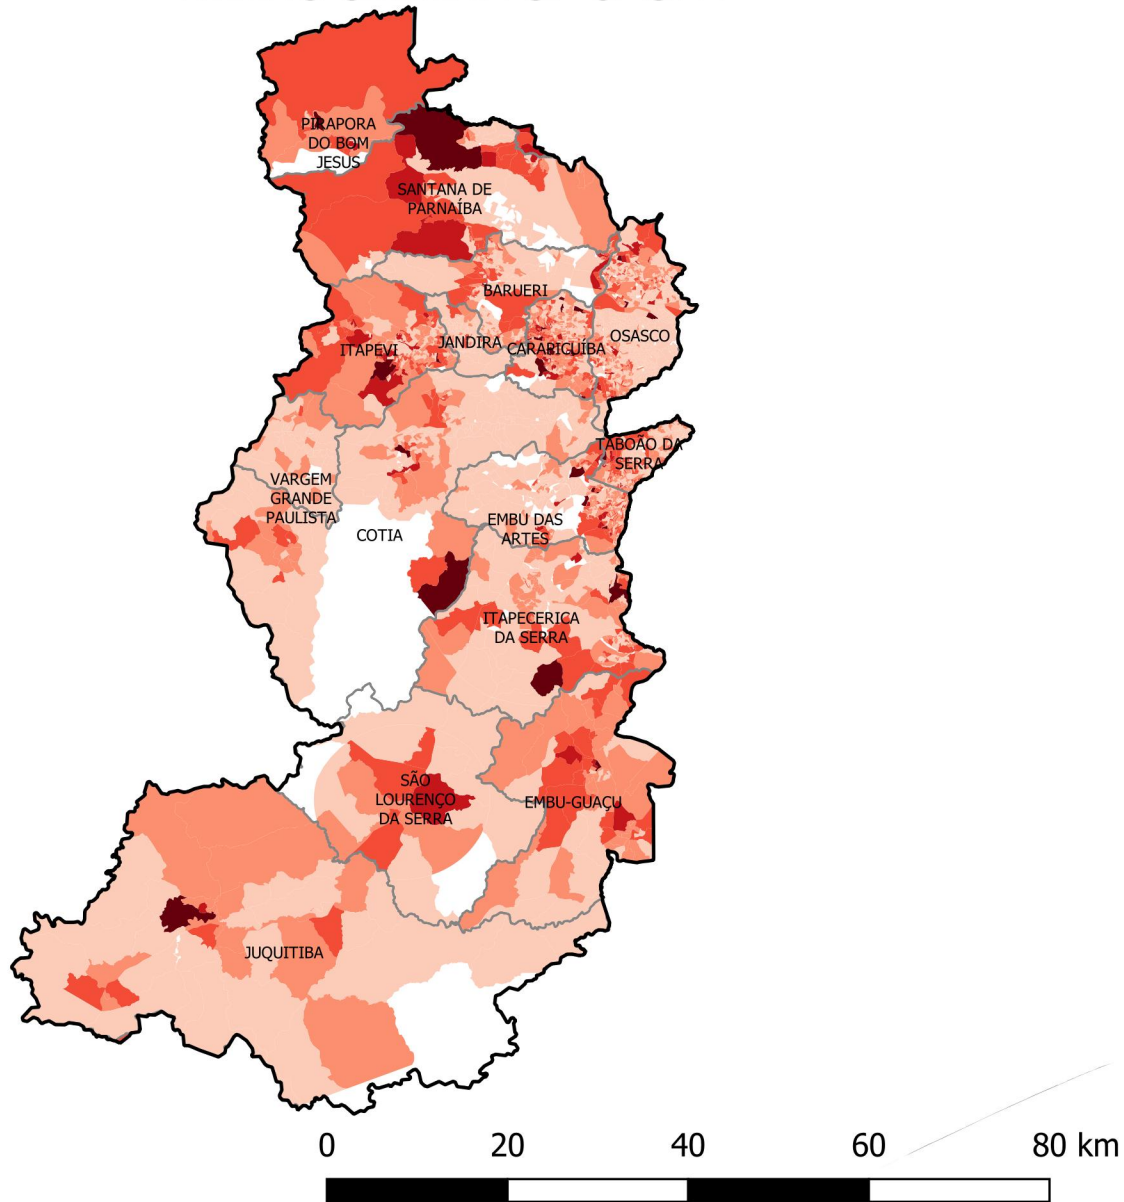 PIRAPORA
DO BOM
JESUS
SANTANA DE
PARNAÍBA
BARUERI
OSASCO
JANDIRA
CARAPICUÍBA
ITAPEVI
TABOÃO DA
SERRA
VARGEM
GRANDE
PAULISTA
EMBU DAS
ARTES
COTIA
ITAPECERICA
DA SERRA
SÃO
LOURENÇO
DA SERRA
EMBU-GUAÇU
JUQUITIBA
0 20 40 60 80 km